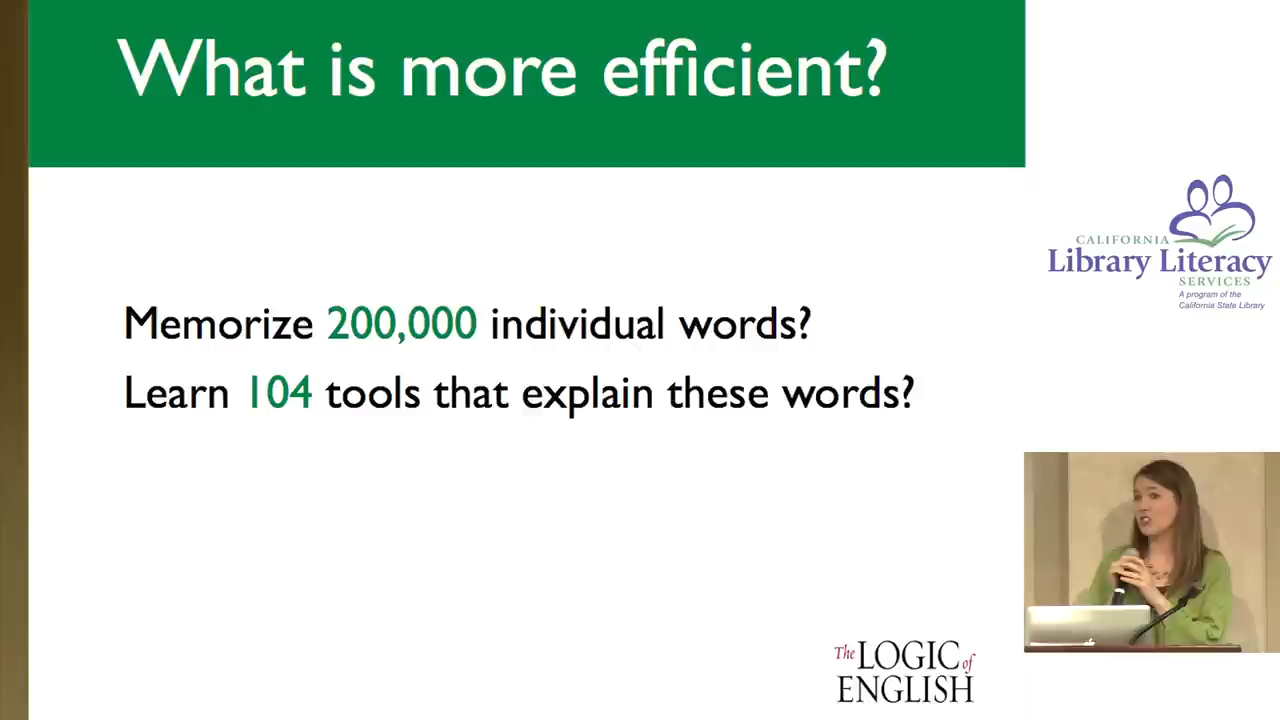 What is more efficient?
Memorize 200,000 individual words?
Learn 104 tools that explain these words?
CALIFORNIA
Library Literacy
SERVICES
A program of the
California State Library
The LOGIC of
ENGLISH